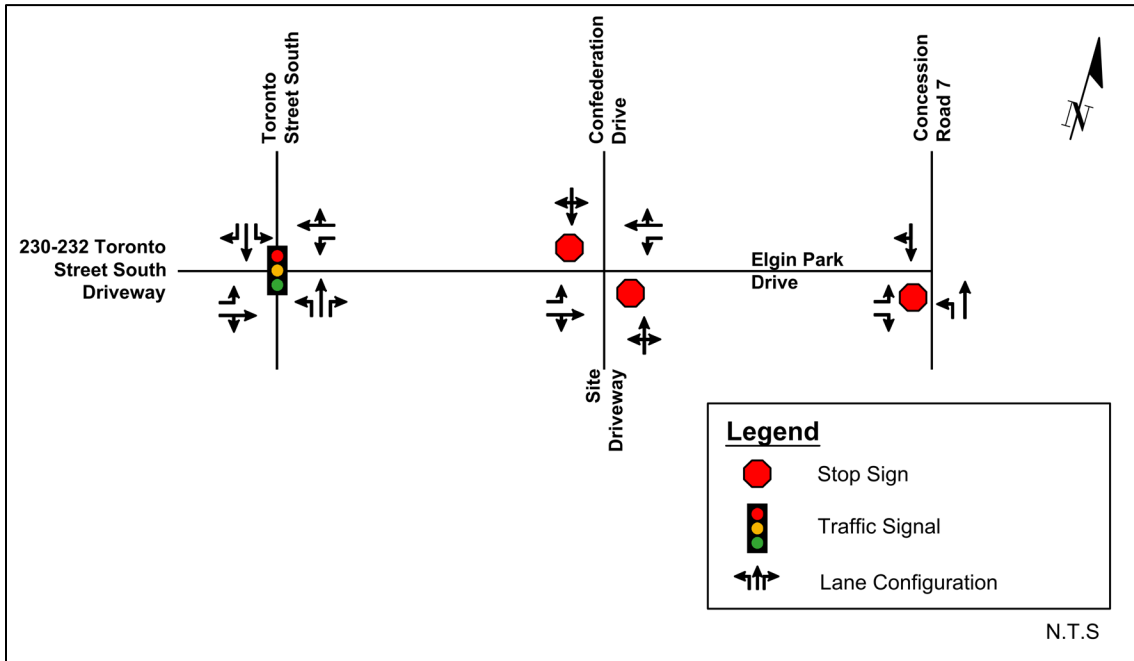 Toronto
Street South
Confederation
Drive
Concession
Road 7
N
230-232 Toronto
Street South
Driveway
Elgin Park
Drive
Site
Driveway
Legend
Stop Sign
Traffic Signal
Lane Configuration
N.T.S